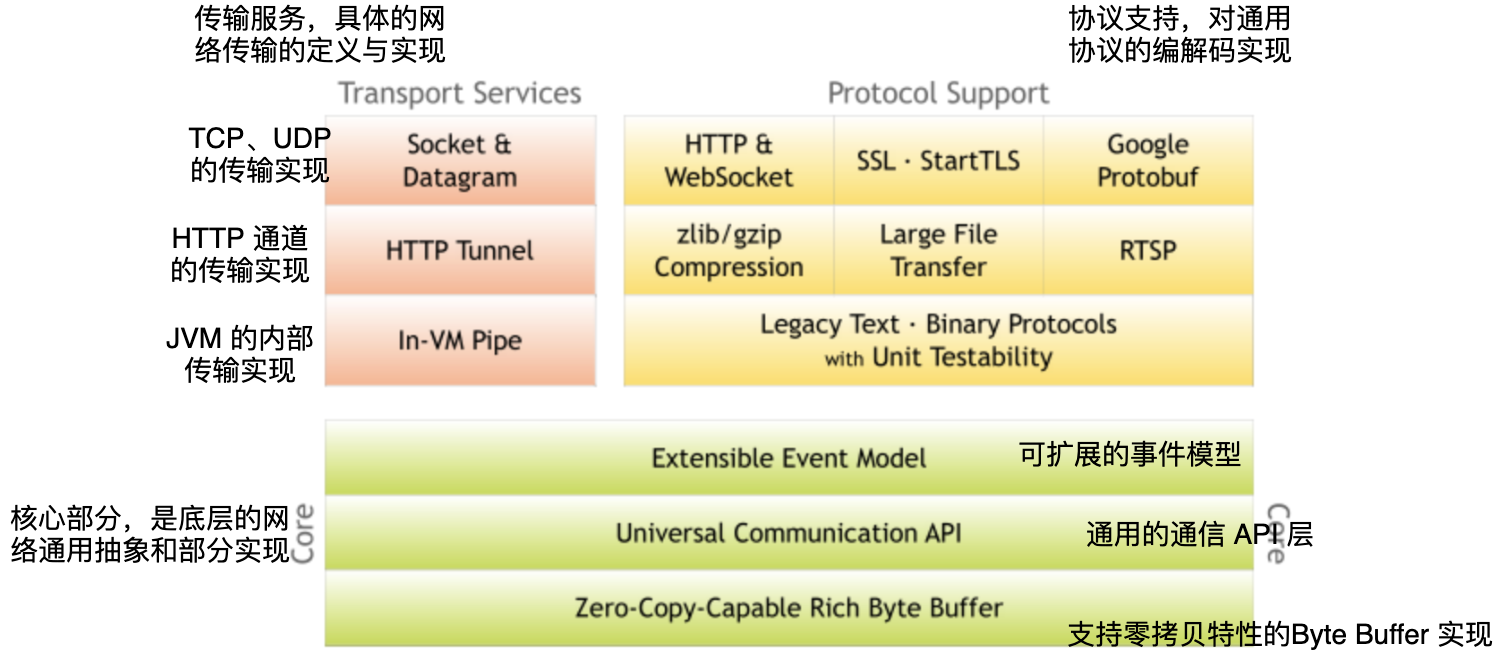 传输服务，具体的网
络传输的定义与实现
协议支持，对通用
协议的编解码实现
Transport Services
Protocol Support
TCP、UDP
的传输实现
Socket &
Datagram
HTTP &
WebSocket
SSL · StartTLS
Google
Protobuf
HTTP 通道
的传输实现
HTTP Tunnel
zlib/gzip
Compression
Large File
Transfer
RTSP
JVM 的内部
传输实现
In-VM Pipe
Legacy Text · Binary Protocols
with Unit Testability
Extensible Event Model
可扩展的事件模型
核心部分，是底层的网
络通用抽象和部分实现
Core
Universal Communication API
通用的通信 API 层
Core
Zero-Copy-Capable Rich Byte Buffer
支持零拷贝特性的Byte Buffer 实现